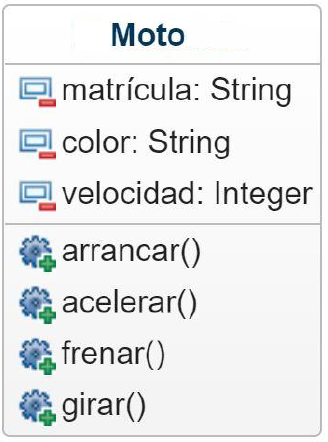 Moto
matrícula: String
color: String
velocidad: Integer
arrancar()
acelerar()
frenar()
girar()